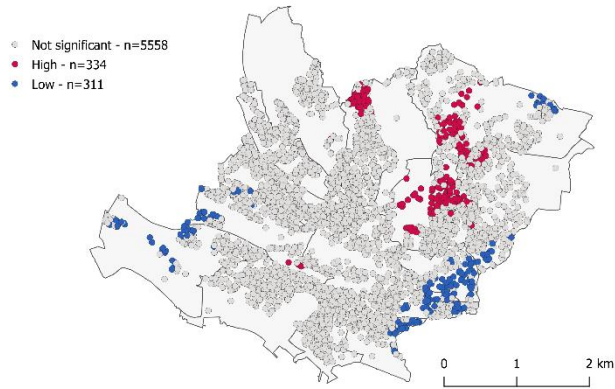 Not significant - n=5558
High - n=334
Low - n=311
0 1 2 km